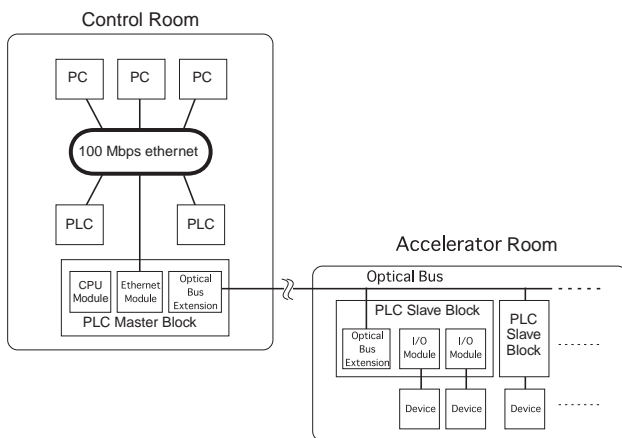 Control Room
PC
PC
PC
100 Mbps ethernet
PLC
PLC
CPU
Module
Ethernet
Module
Optical
Bus
Extension
PLC Master Block
Accelerator Room
Optical Bus
PLC Slave Block
Optical
Bus
Extension
I/O
Module
I/O
Module
PLC
Slave
Block
Device
Device
Device